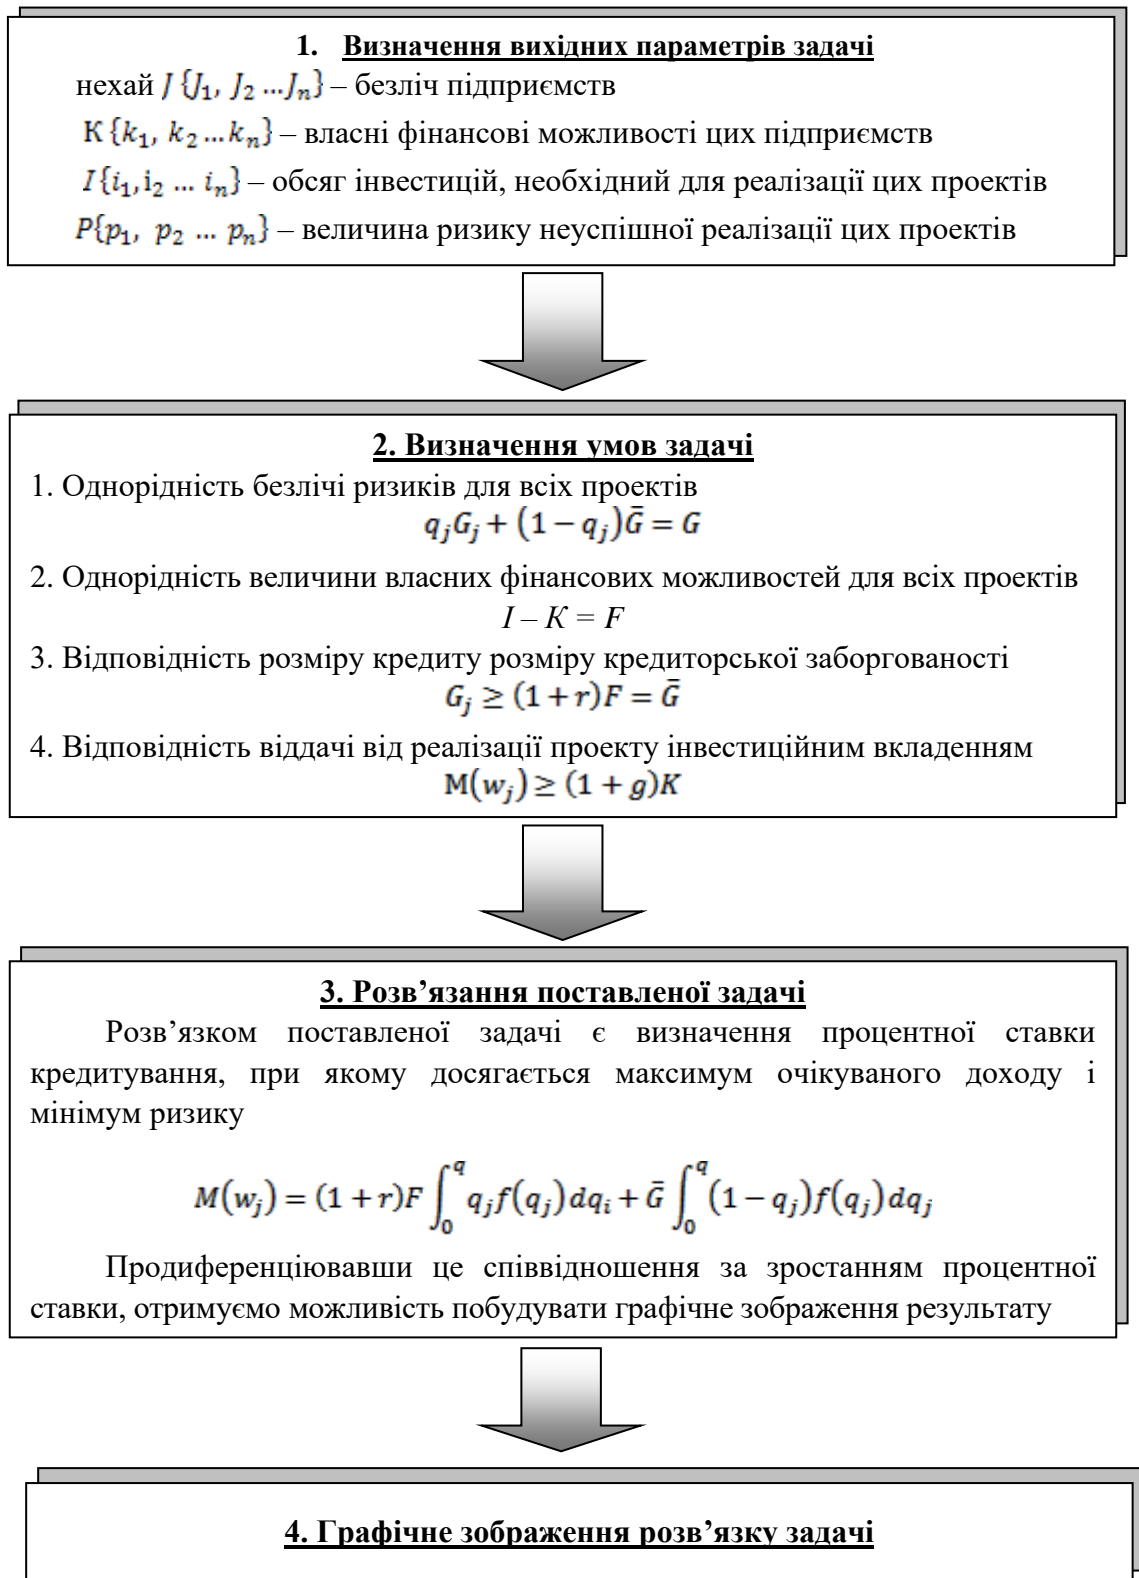 1. Визначення вихідних параметрів задачі
нехай J {J₁, J₂ ... Jₙ} – безліч підприємств
К {k₁, k₂ ... kₙ} – власні фінансові можливості цих підприємств
I{i₁, i₂ ... iₙ} – обсяг інвестицій, необхідний для реалізації цих проектів
P{p₁, p₂ ... pₙ} – величина ризику неуспішної реалізації цих проектів
2. Визначення умов задачі
1. Однорідність безлічі ризиків для всіх проектів
qⱼGⱼ + (1 − qⱼ)Ḡ = G
2. Однорідність величини власних фінансових можливостей для всіх проектів
I – К = F
3. Відповідність розміру кредиту розміру кредиторської заборгованості
Gⱼ ≥ (1 + r)F = Ḡ
4. Відповідність віддачі від реалізації проекту інвестиційним вкладенням
M(wⱼ) ≥ (1 + g)K
3. Розв’язання поставленої задачі
Розв’язком поставленої задачі є визначення процентної ставки
кредитування, при якому досягається максимум очікуваного доходу і
мінімум ризику
M(wⱼ) = (1 + r)F ∫₀^q qⱼf(qⱼ)dqᵢ + Ḡ ∫₀^q (1 − qⱼ)f(qⱼ)dqⱼ
Продиференціювавши це співвідношення за зростанням процентної
ставки, отримуємо можливість побудувати графічне зображення результату
4. Графічне зображення розв’язку задачі